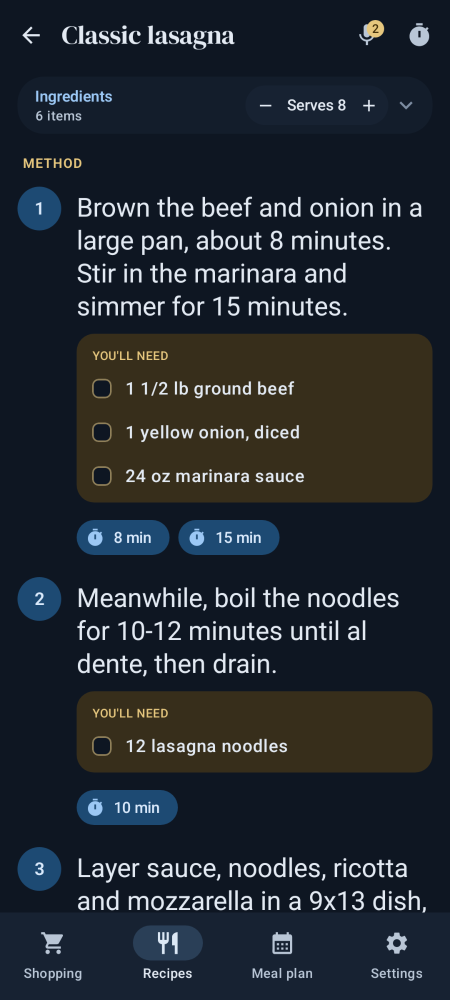 Classic lasagna
2
Ingredients
6 items
− Serves 8 +
METHOD
1
Brown the beef and onion in a
large pan, about 8 minutes.
Stir in the marinara and
simmer for 15 minutes.
YOU'LL NEED
1 1/2 lb ground beef
1 yellow onion, diced
24 oz marinara sauce
8 min
15 min
2
Meanwhile, boil the noodles
for 10-12 minutes until al
dente, then drain.
YOU'LL NEED
12 lasagna noodles
10 min
3
Layer sauce, noodles, ricotta
and mozzarella in a 9x13 dish,
Shopping
Recipes
Meal plan
Settings